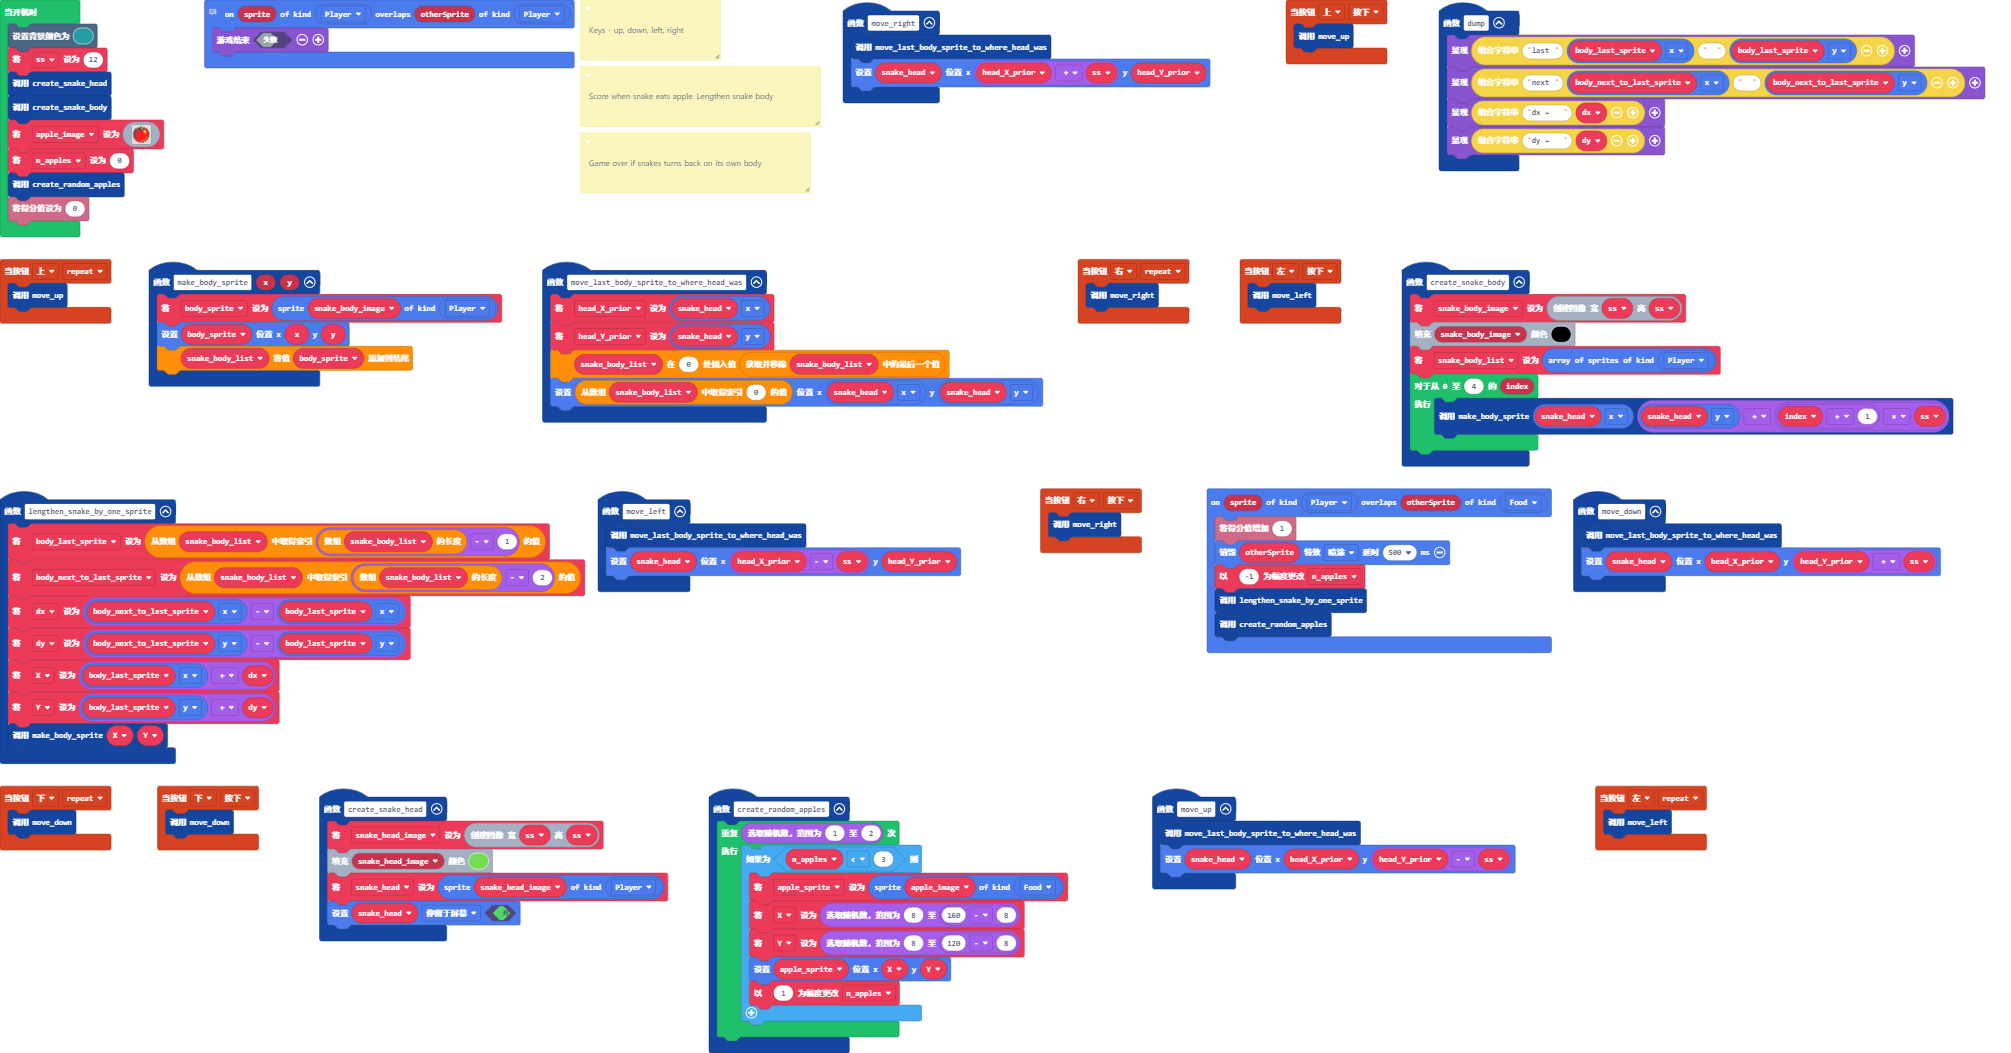 当开机时
设置背景颜色为
将 ss 设为 12
调用 create_snake_head
调用 create_snake_body
将 apple_image 设为
将 n_apples 设为 0
调用 create_random_apples
将得分值设为 0
on sprite of kind Player overlaps otherSprite of kind Player
游戏结束 失败
Keys - up, down, left, right
Score when snake eats apple. Lengthen snake body
Game over if snakes turns back on its own body
函数 move_right
调用 move_last_body_sprite_to_where_head_was
设置 snake_head 位置 x head_X_prior + ss y head_Y_prior
当按钮 上 按下
调用 move_up
函数 dump
呈现 组合字符串 "last " body_last_sprite x " " body_last_sprite y
呈现 组合字符串 "next " body_next_to_last_sprite x " " body_next_to_last_sprite y
呈现 组合字符串 "dx = " dx
呈现 组合字符串 "dy = " dy
当按钮 上 repeat
调用 move_up
函数 make_body_sprite x y
将 body_sprite 设为 sprite snake_body_image of kind Player
设置 body_sprite 位置 x x y y
snake_body_list 将值 body_sprite 添加到结尾
函数 move_last_body_sprite_to_where_head_was
将 head_X_prior 设为 snake_head x
将 head_Y_prior 设为 snake_head y
snake_body_list 在 0 处插入值 获取并移除 snake_body_list 中的最后一个值
设置 从数组 snake_body_list 中取得索引 0 的值 位置 x snake_head x y snake_head y
当按钮 右 repeat
调用 move_right
当按钮 左 按下
调用 move_left
函数 create_snake_body
将 snake_body_image 设为 创建图像 宽 ss 高 ss
填充 snake_body_image 颜色
将 snake_body_list 设为 array of sprites of kind Player
对于从 0 至 4 的 index
执行 调用 make_body_sprite snake_head x snake_head y + index + 1 × ss
函数 lengthen_snake_by_one_sprite
将 body_last_sprite 设为 从数组 snake_body_list 中取得索引 数组 snake_body_list 的长度 - 1 的值
将 body_next_to_last_sprite 设为 从数组 snake_body_list 中取得索引 数组 snake_body_list 的长度 - 2 的值
将 dx 设为 body_next_to_last_sprite x - body_last_sprite x
将 dy 设为 body_next_to_last_sprite y - body_last_sprite y
将 X 设为 body_last_sprite x + dx
将 Y 设为 body_last_sprite y + dy
调用 make_body_sprite X Y
函数 move_left
调用 move_last_body_sprite_to_where_head_was
设置 snake_head 位置 x head_X_prior - ss y head_Y_prior
当按钮 右 按下
调用 move_right
on sprite of kind Player overlaps otherSprite of kind Food
将得分值增加 1
销毁 otherSprite 特效 喷涂 延时 500 ms
以 -1 为幅度更改 n_apples
调用 lengthen_snake_by_one_sprite
调用 create_random_apples
函数 move_down
调用 move_last_body_sprite_to_where_head_was
设置 snake_head 位置 x head_X_prior y head_Y_prior + ss
当按钮 下 repeat
调用 move_down
当按钮 下 按下
调用 move_down
函数 create_snake_head
将 snake_head_image 设为 创建图像 宽 ss 高 ss
填充 snake_head_image 颜色
将 snake_head 设为 sprite snake_head_image of kind Player
设置 snake_head 停留于屏幕
函数 create_random_apples
重复 选取随机数，范围为 1 至 2 次
执行 如果为 n_apples < 3 则
将 apple_sprite 设为 sprite apple_image of kind Food
将 X 设为 选取随机数，范围为 8 至 160 - 8
将 Y 设为 选取随机数，范围为 8 至 120 - 8
设置 apple_sprite 位置 x X y Y
以 1 为幅度更改 n_apples
函数 move_up
调用 move_last_body_sprite_to_where_head_was
设置 snake_head 位置 x head_X_prior y head_Y_prior - ss
当按钮 左 repeat
调用 move_left